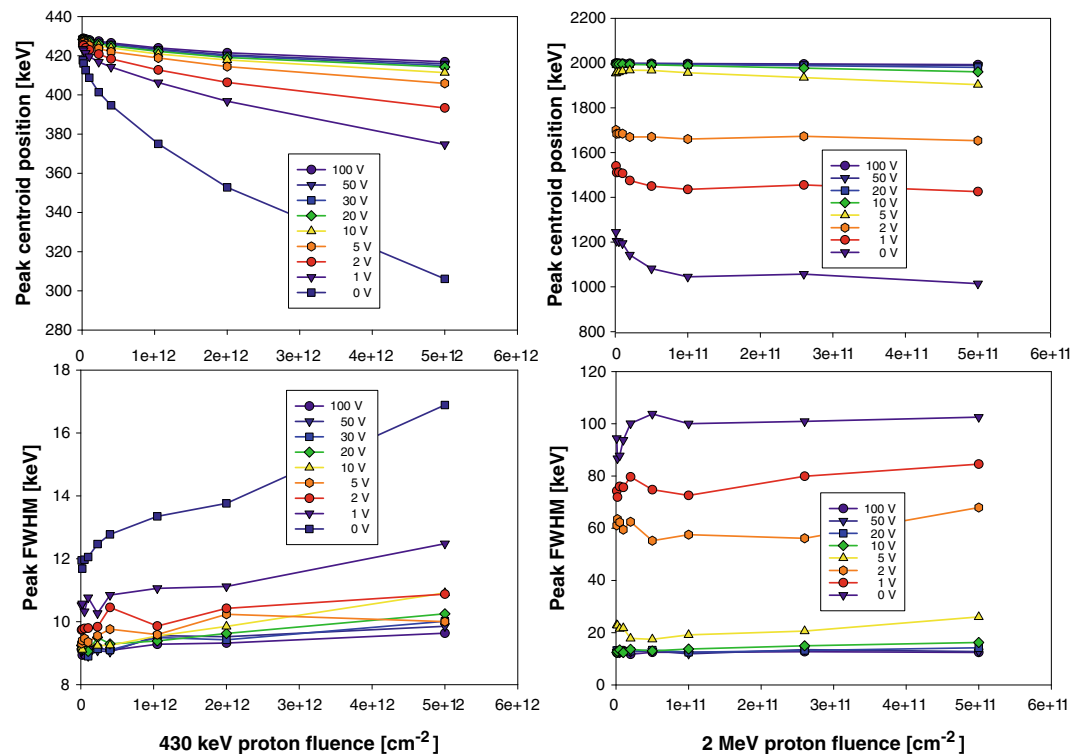 Peak centroid position [keV]
440
420
400
380
360
340
320
300
280
100 V
50 V
30 V
20 V
10 V
5 V
2 V
1 V
0 V
0 1e+12 2e+12 3e+12 4e+12 5e+12 6e+12
Peak centroid position [keV]
2200
2000
1800
1600
1400
1200
1000
800
100 V
50 V
20 V
10 V
5 V
2 V
1 V
0 V
0 1e+11 2e+11 3e+11 4e+11 5e+11 6e+11
Peak FWHM [keV]
18
16
14
12
10
8
100 V
50 V
30 V
20 V
10 V
5 V
2 V
1 V
0 V
0 1e+12 2e+12 3e+12 4e+12 5e+12 6e+12
430 keV proton fluence [cm⁻²]
Peak FWHM [keV]
120
100
80
60
40
20
0
100 V
50 V
20 V
10 V
5 V
2 V
1 V
0 V
0 1e+11 2e+11 3e+11 4e+11 5e+11 6e+11
2 MeV proton fluence [cm⁻²]